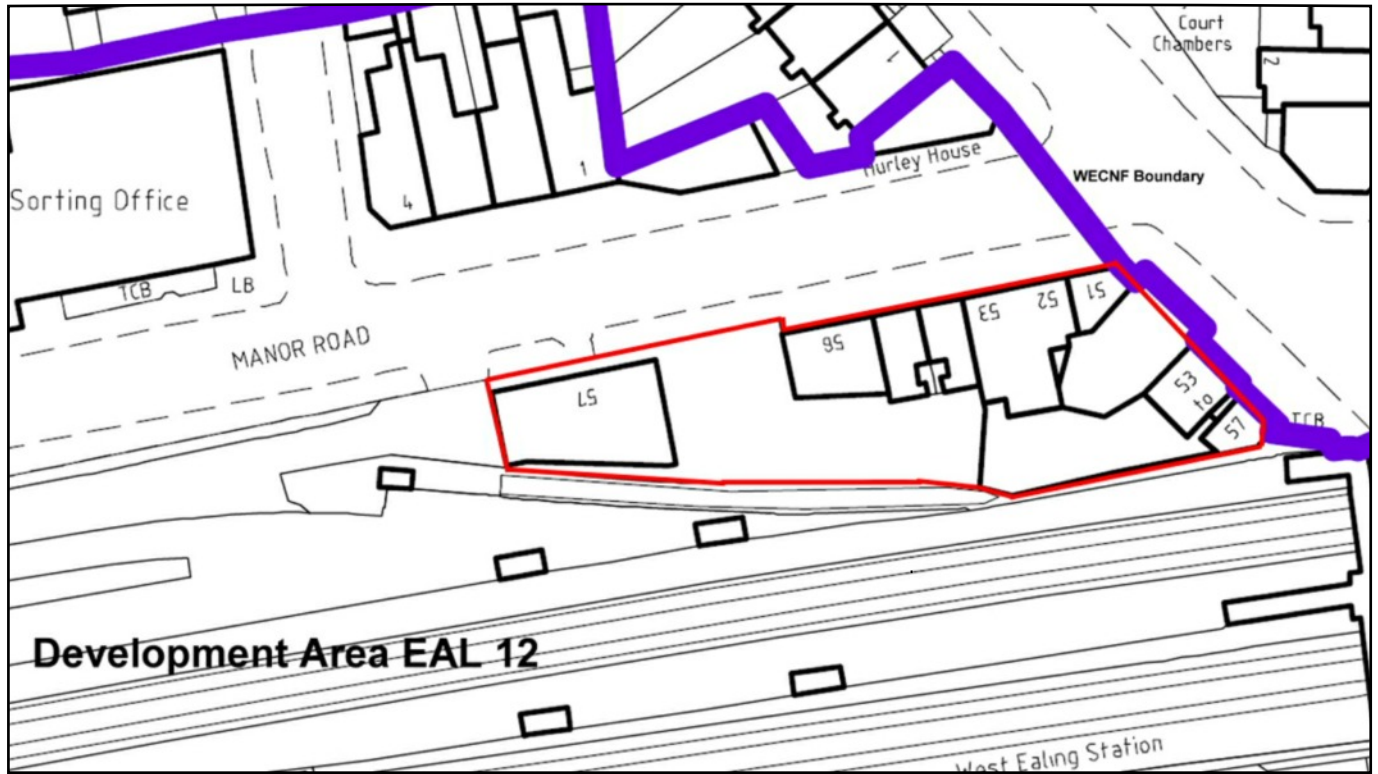 Court
Chambers
2
1
Hurley House
WECNF Boundary
Sorting Office
4
1
TCB
LB
MANOR ROAD
51
52
53
56
57
53
to
57
TCB
Development Area EAL 12
West Ealing Station